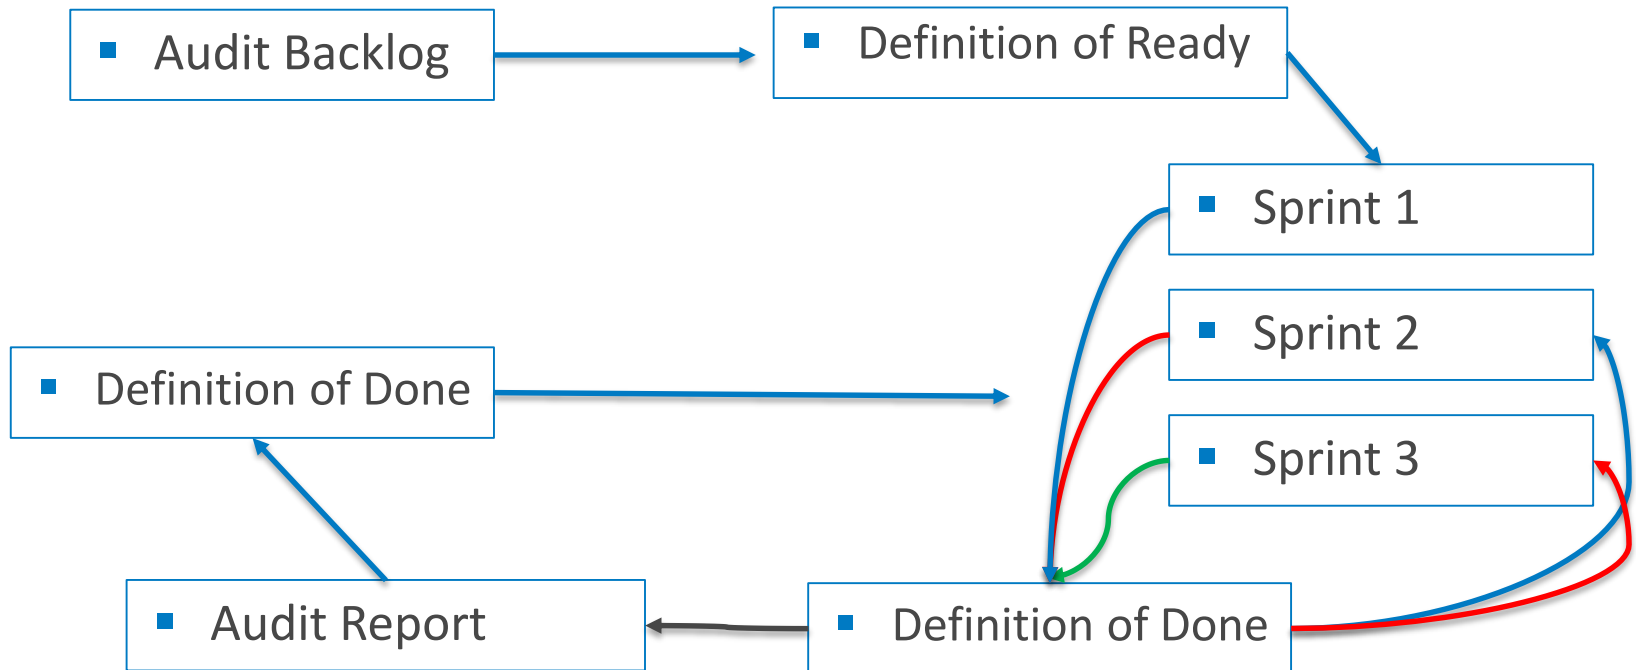 Audit Backlog
Definition of Ready
Sprint 1
Sprint 2
Sprint 3
Definition of Done
Audit Report
Definition of Done